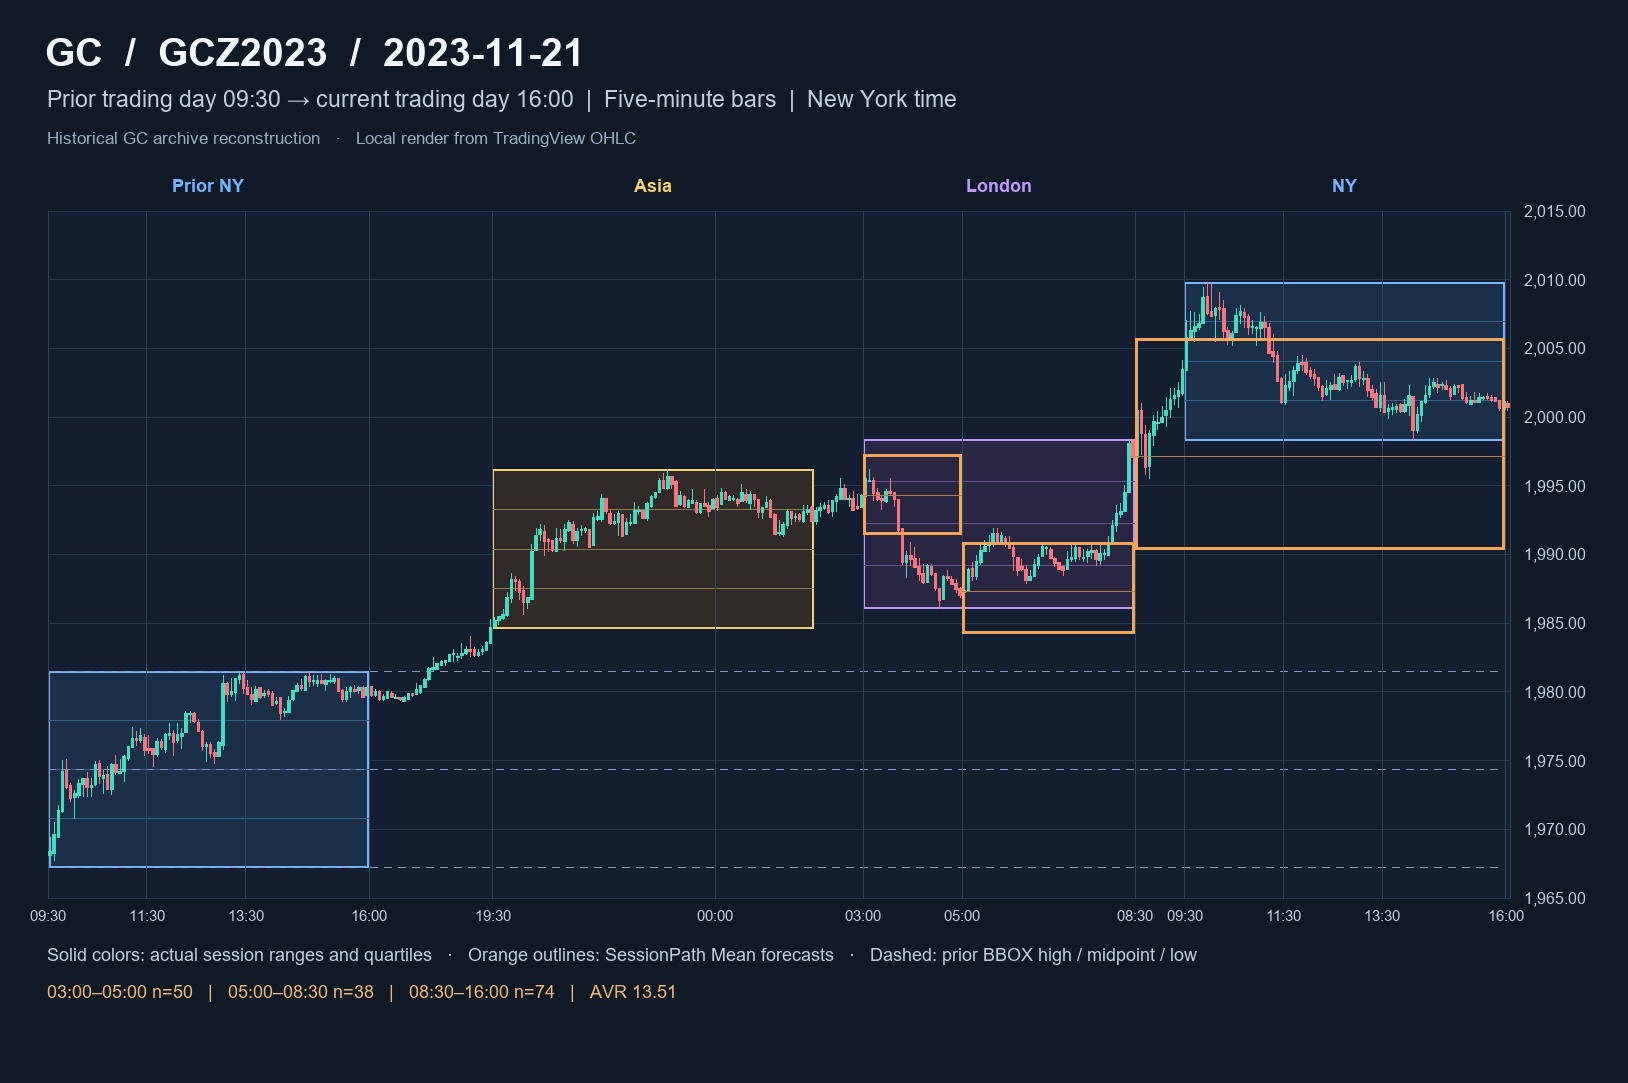 GC / GCZ2023 / 2023-11-21
Prior trading day 09:30 → current trading day 16:00 | Five-minute bars | New York time
Historical GC archive reconstruction · Local render from TradingView OHLC
Prior NY Asia London NY
2,015.00
2,010.00
2,005.00
2,000.00
1,995.00
1,990.00
1,985.00
1,980.00
1,975.00
1,970.00
1,965.00
09:30 11:30 13:30 16:00 19:30 00:00 03:00 05:00 08:30 09:30 11:30 13:30 16:00
Solid colors: actual session ranges and quartiles · Orange outlines: SessionPath Mean forecasts · Dashed: prior BBOX high / midpoint / low
03:00–05:00 n=50 | 05:00–08:30 n=38 | 08:30–16:00 n=74 | AVR 13.51